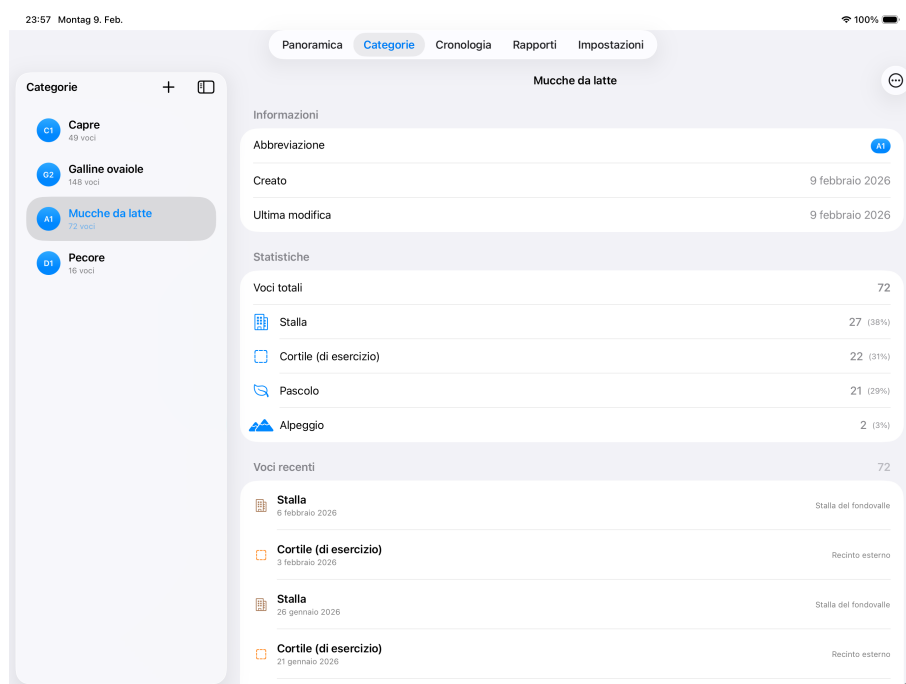 23:57 Montag 9. Feb.
100%
Panoramica Categorie Cronologia Rapporti Impostazioni
Categorie
C1 Capre
49 voci
G2 Galline ovaiole
148 voci
A1 Mucche da latte
72 voci
D1 Pecore
16 voci
Mucche da latte
Informazioni
Abbreviazione A1
Creato 9 febbraio 2026
Ultima modifica 9 febbraio 2026
Statistiche
Voci totali 72
Stalla 27 (38%)
Cortile (di esercizio) 22 (31%)
Pascolo 21 (29%)
Alpeggio 2 (3%)
Voci recenti 72
Stalla
6 febbraio 2026 Stalla del fondovalle
Cortile (di esercizio)
3 febbraio 2026 Recinto esterno
Stalla
26 gennaio 2026 Stalla del fondovalle
Cortile (di esercizio)
21 gennaio 2026 Recinto esterno